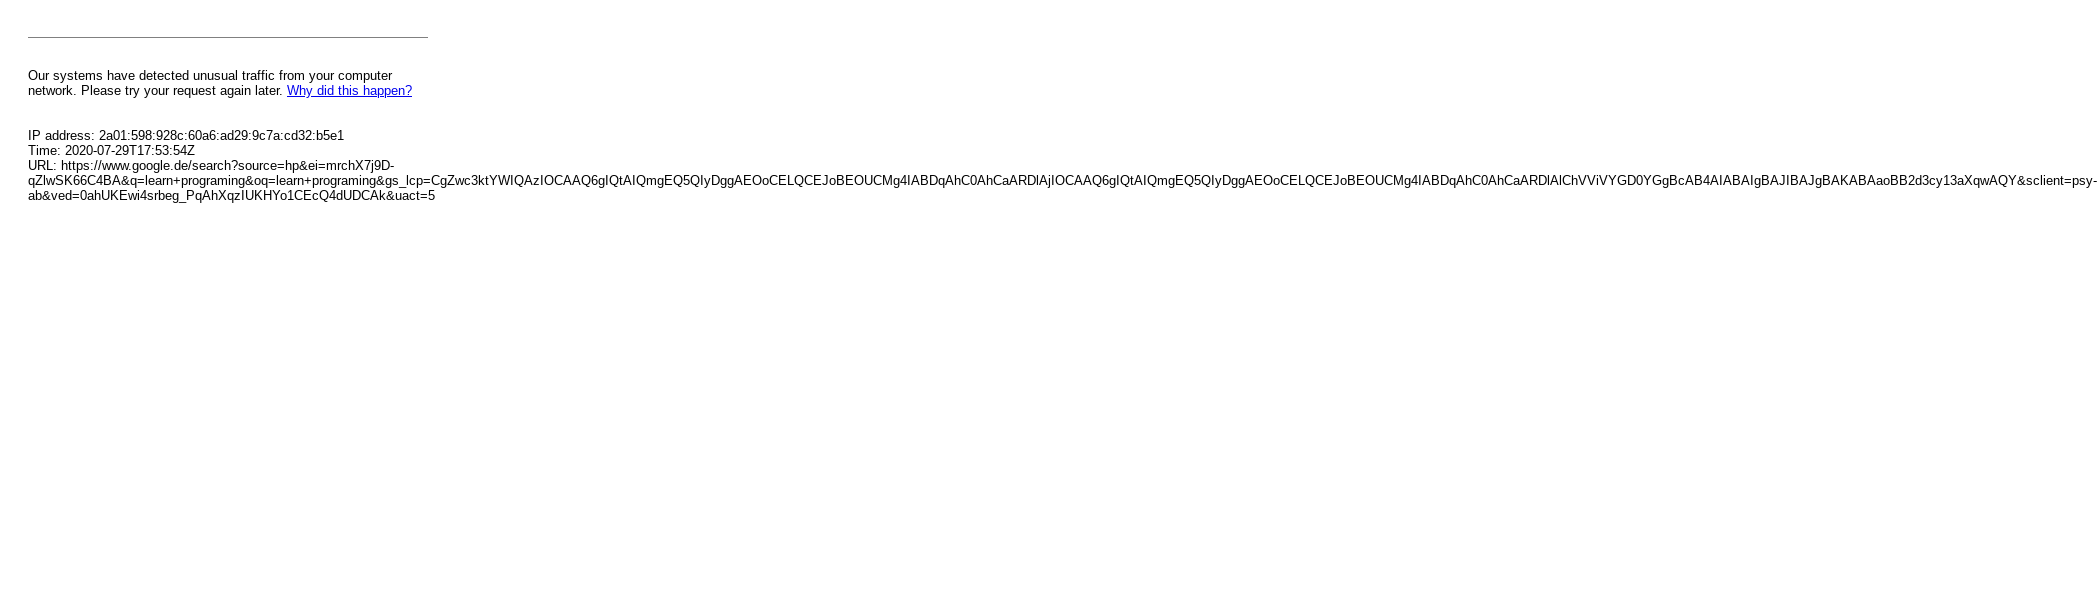 Our systems have detected unusual traffic from your computer
network. Please try your request again later. Why did this happen?
IP address: 2a01:598:928c:60a6:ad29:9c7a:cd32:b5e1
Time: 2020-07-29T17:53:54Z
URL: https://www.google.de/search?source=hp&ei=mrchX7j9D-
qZlwSK66C4BA&q=learn+programing&oq=learn+programing&gs_lcp=CgZwc3ktYWIQAzIOCAAQ6gIQtAIQmgEQ5QIyDggAEOoCELQCEJoBEOUCMg4IABDqAhC0AhCaARDlAjIOCAAQ6gIQtAIQmgEQ5QIyDggAEOoCELQCEJoBEOUCMg4IABDqAhC0AhCaARDlAlChVViVYGD0YGgBcAB4AIABAIgBAJIBAJgBAKABAaoBB2d3cy13aXqwAQY&sclient=psy-
ab&ved=0ahUKEwi4srbeg_PqAhXqzIUKHYo1CEcQ4dUDCAk&uact=5